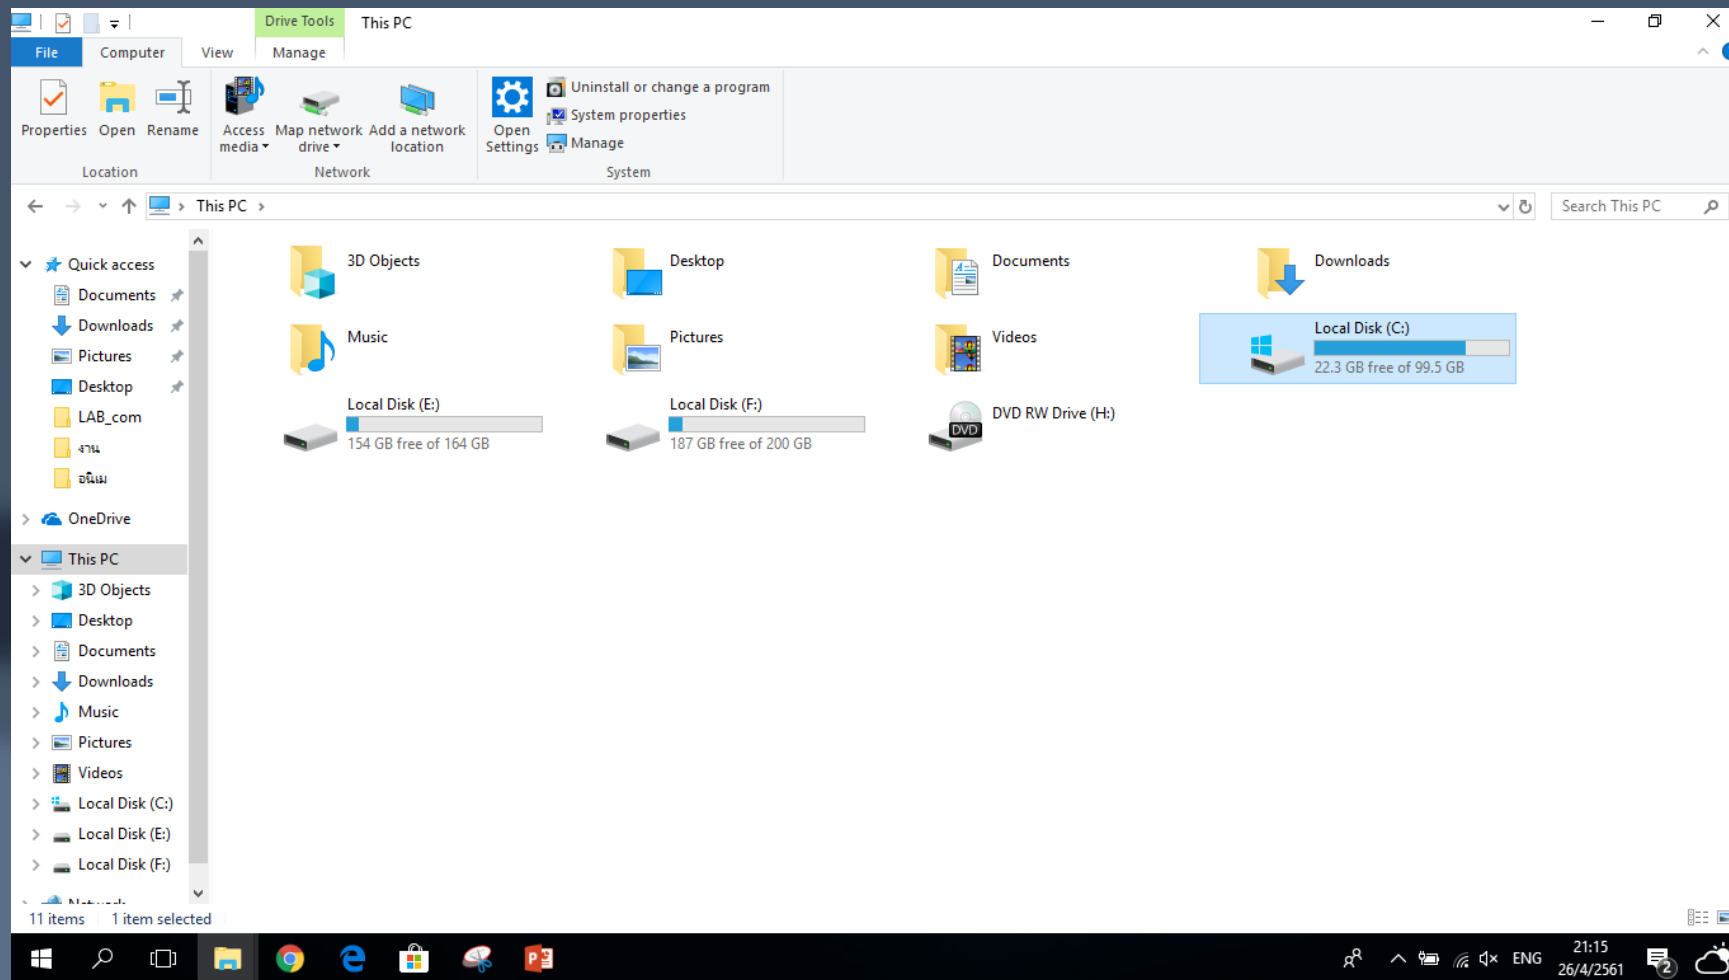 Drive Tools This PC
File Computer View Manage
Properties Open Rename Access media Map network drive Add a network location Open Settings Uninstall or change a program
System properties
Manage
Location Network System
This PC Search This PC
Quick access
Documents
Downloads
Pictures
Desktop
LAB_com
งาน
อนิเม
OneDrive
This PC
3D Objects
Desktop
Documents
Downloads
Music
Pictures
Videos
Local Disk (C:)
Local Disk (E:)
Local Disk (F:)
Network
3D Objects Desktop Documents Downloads
Music Pictures Videos Local Disk (C:)
22.3 GB free of 99.5 GB
Local Disk (E:) Local Disk (F:) DVD RW Drive (H:)
DVD
154 GB free of 164 GB 187 GB free of 200 GB
11 items 1 item selected
ENG 21:15
26/4/2561
2